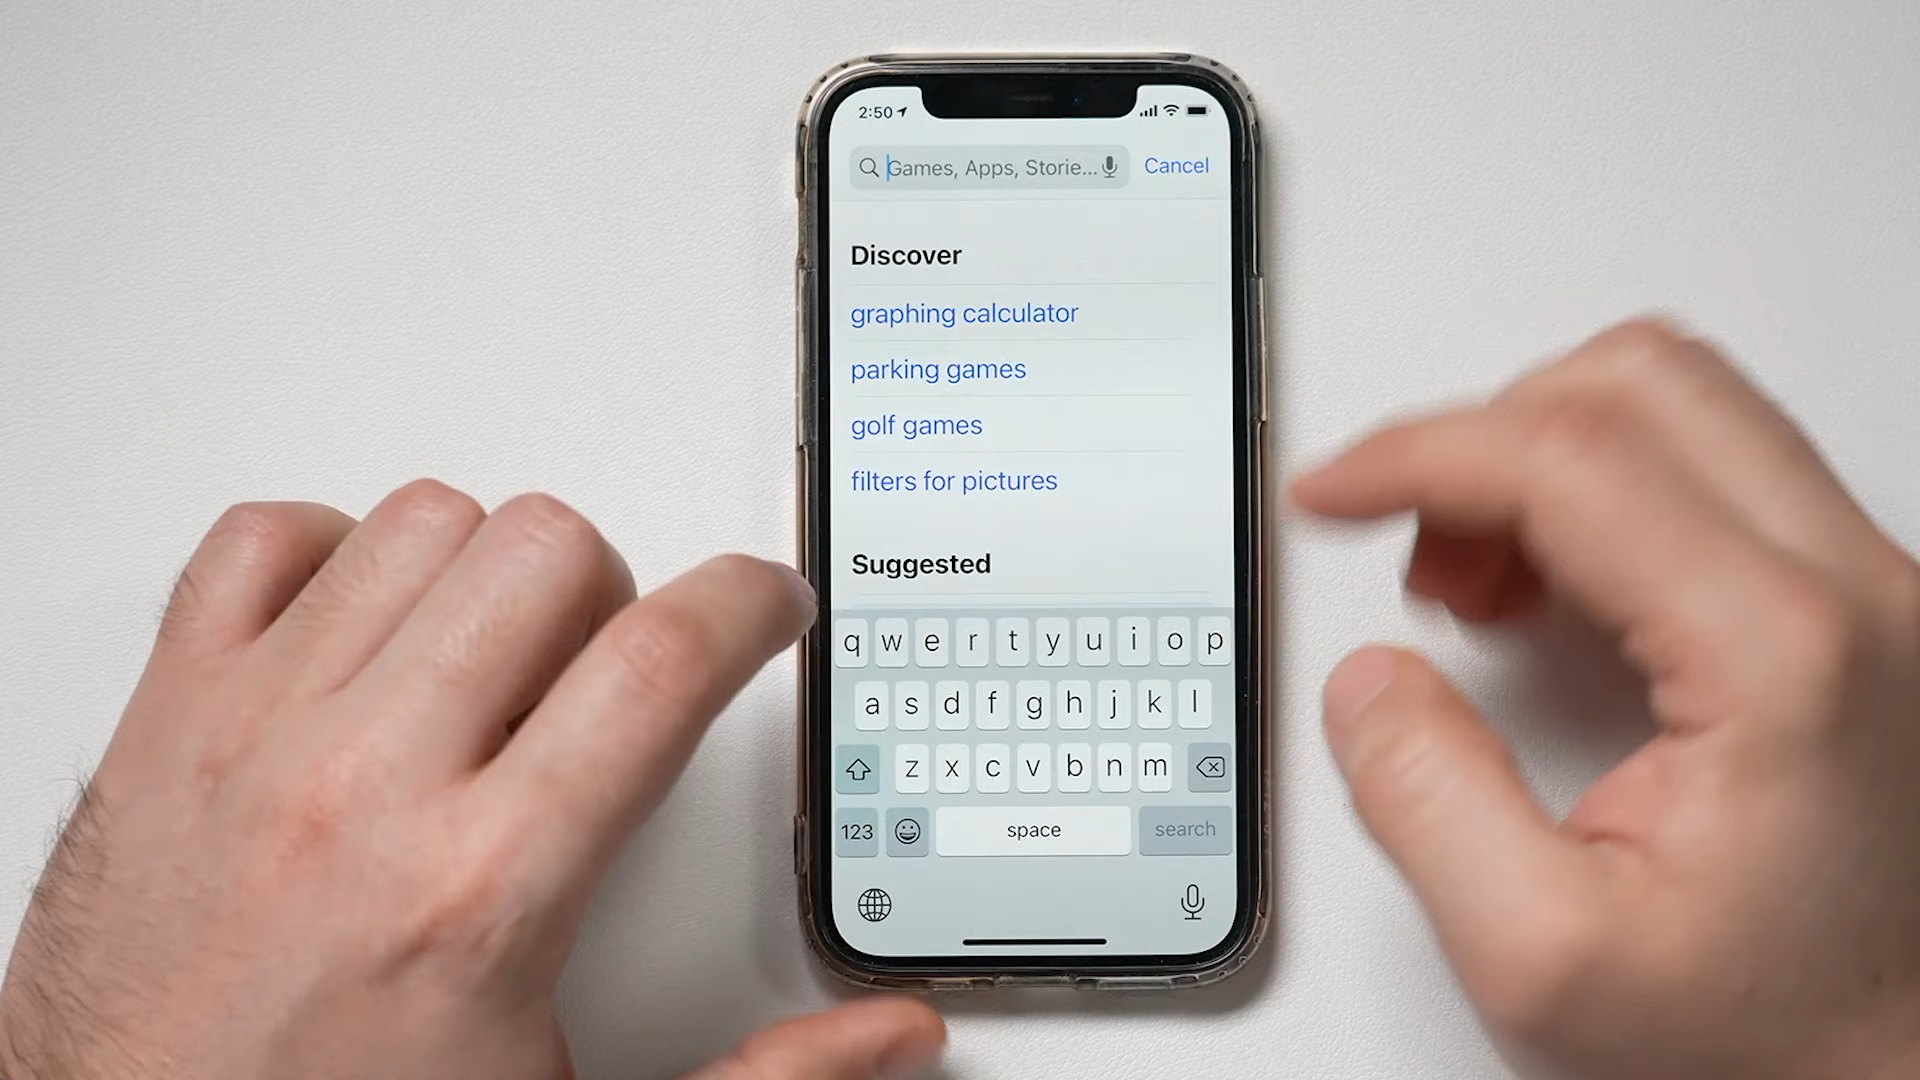 2:50
Games, Apps, Storie... Cancel
Discover
graphing calculator
parking games
golf games
filters for pictures
Suggested
q w e r t y u i o p
a s d f g h j k l
z x c v b n m
123 space search